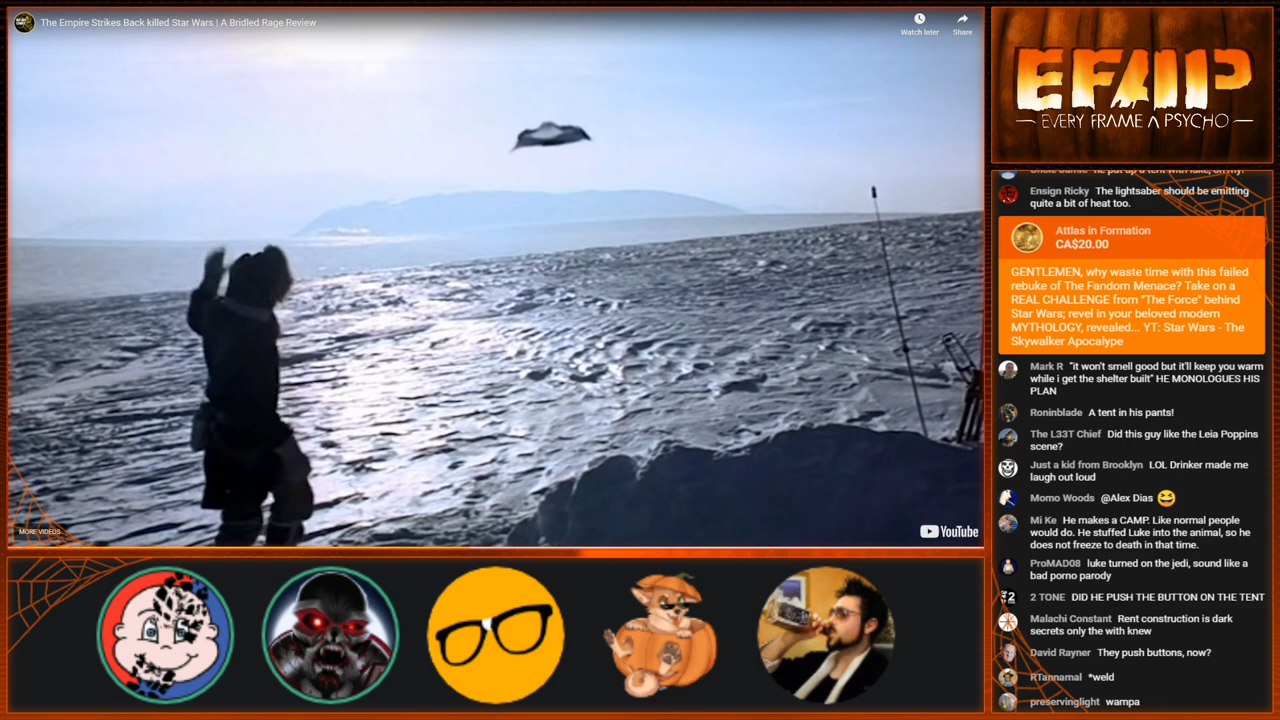 The Empire Strikes Back killed Star Wars | A Bridled Rage Review
Watch later
Share
MORE VIDEOS
YouTube
EFAP
EVERY FRAME A PSYCHO
Ensign Ricky The lightsaber should be emitting
quite a bit of heat too.
Attlas in Formation
CA$20.00
GENTLEMEN, why waste time with this failed
rebuke of The Fandom Menace? Take on a
REAL CHALLENGE from "The Force" behind
Star Wars; revel in your beloved modern
MYTHOLOGY, revealed... YT: Star Wars - The
Skywalker Apocalype
Mark R "it won't smell good but it'll keep you warm
while i get the shelter built" HE MONOLOGUES HIS
PLAN
Roninblade A tent in his pants!
The L33T Chief Did this guy like the Leia Poppins
scene?
Just a kid from Brooklyn LOL Drinker made me
laugh out loud
Momo Woods @Alex Dias
Mi Ke He makes a CAMP. Like normal people
would do. He stuffed Luke into the animal, so he
does not freeze to death in that time.
ProMAD08 luke turned on the jedi, sound like a
bad porno parody
2 TONE DID HE PUSH THE BUTTON ON THE TENT
Malachi Constant Rent construction is dark
secrets only the with knew
David Rayner They push buttons, now?
RTannamal *weld
preservinglight wampa